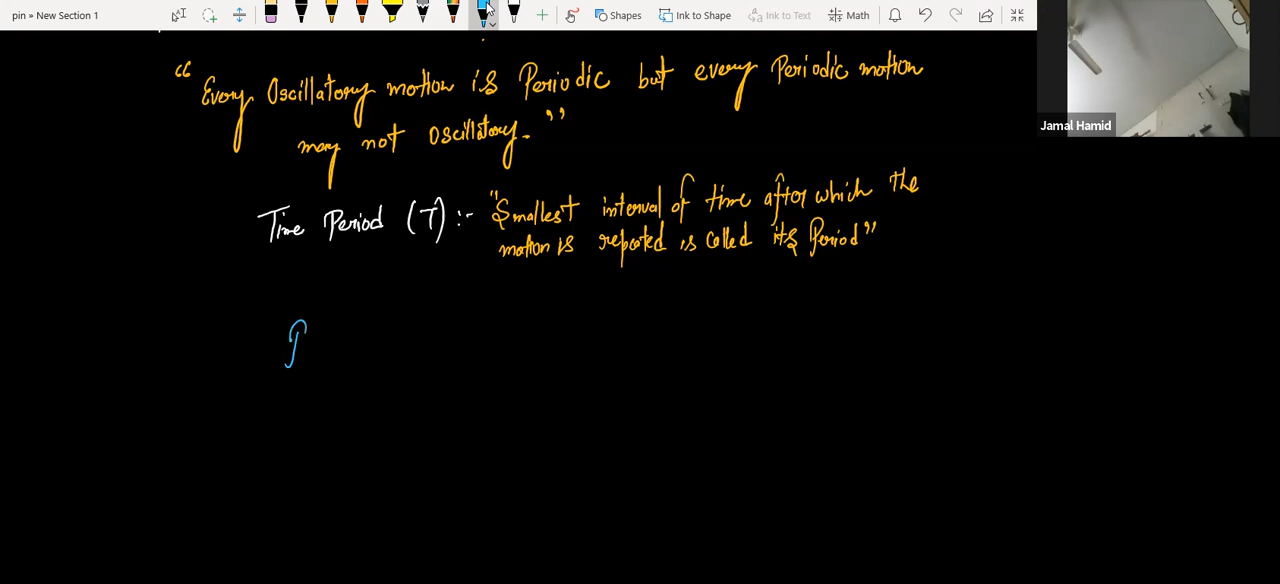 pin » New Section 1
Shapes
Ink to Shape
Ink to Text
Math
Jamal Hamid
“Every Oscillatory motion is Periodic but every Periodic motion
may not Oscillatory.”
Time Period (T) :- "Smallest interval of time after which the
motion is repeated is called its Period”